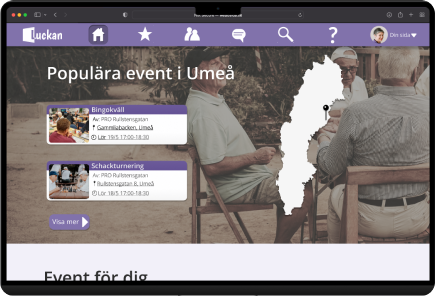 Luckan
?
Din sida
Populära event i Umeå
Bingokväll
Av: PRO Rullstensgatan
Gammliabacken, Umeå
Lör 19/5 17:00-18:30
Schackturnering
Av: PRO Rullstensgatan
Rullstensgatan 8, Umeå
Lör 18/5 17:00-18:30
Visa mer
Event för dig